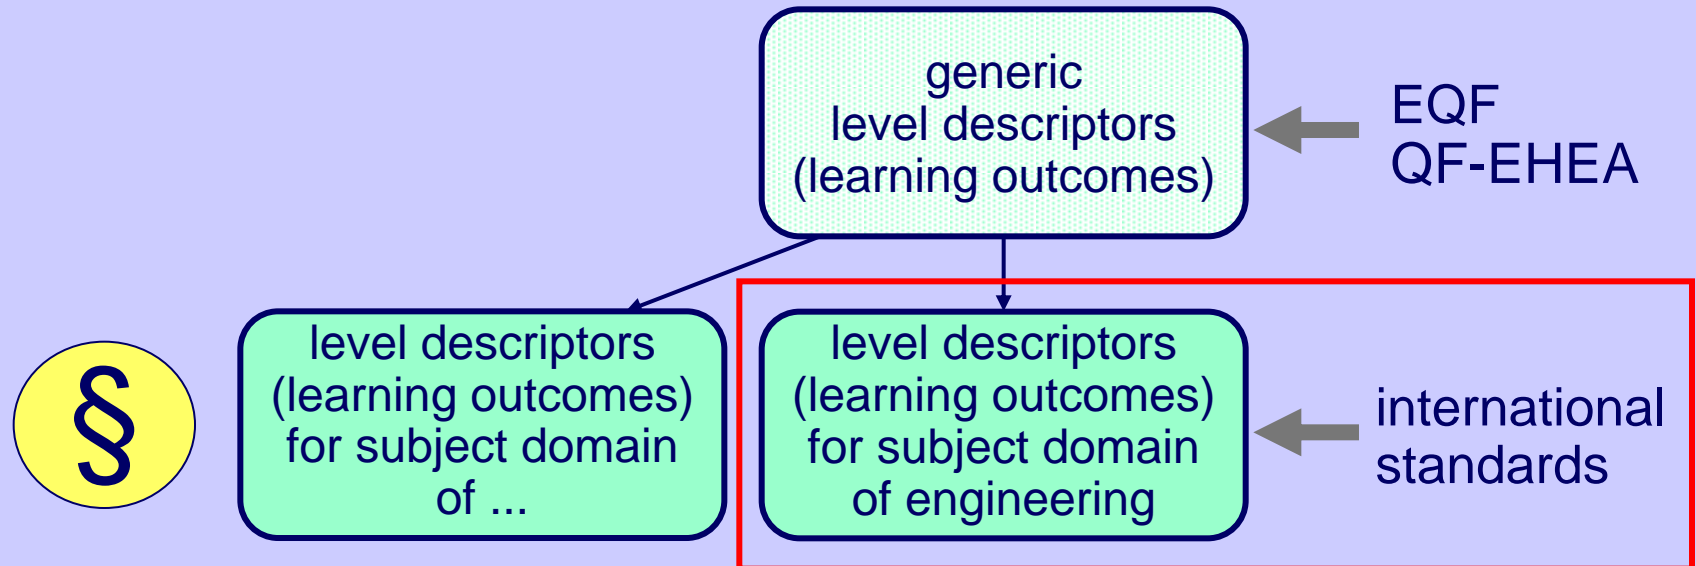 generic
level descriptors
(learning outcomes)
EQF
QF-EHEA
§
level descriptors
(learning outcomes)
for subject domain
of ...
level descriptors
(learning outcomes)
for subject domain
of engineering
international
standards